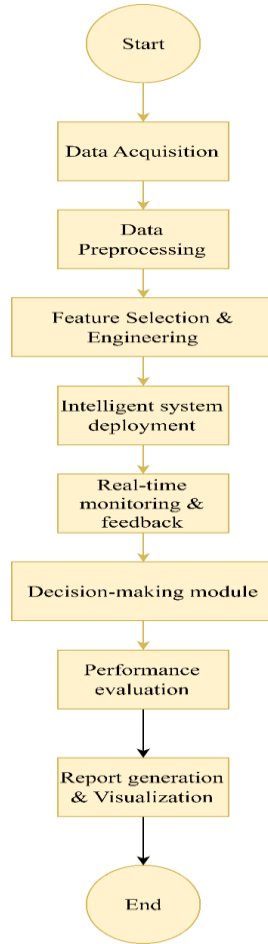 Start
Data Acquisition
Data
Preprocessing
Feature Selection &
Engineering
Intelligent system
deployment
Real-time
monitoring &
feedback
Decision-making module
Performance
evaluation
Report generation
& Visualization
End